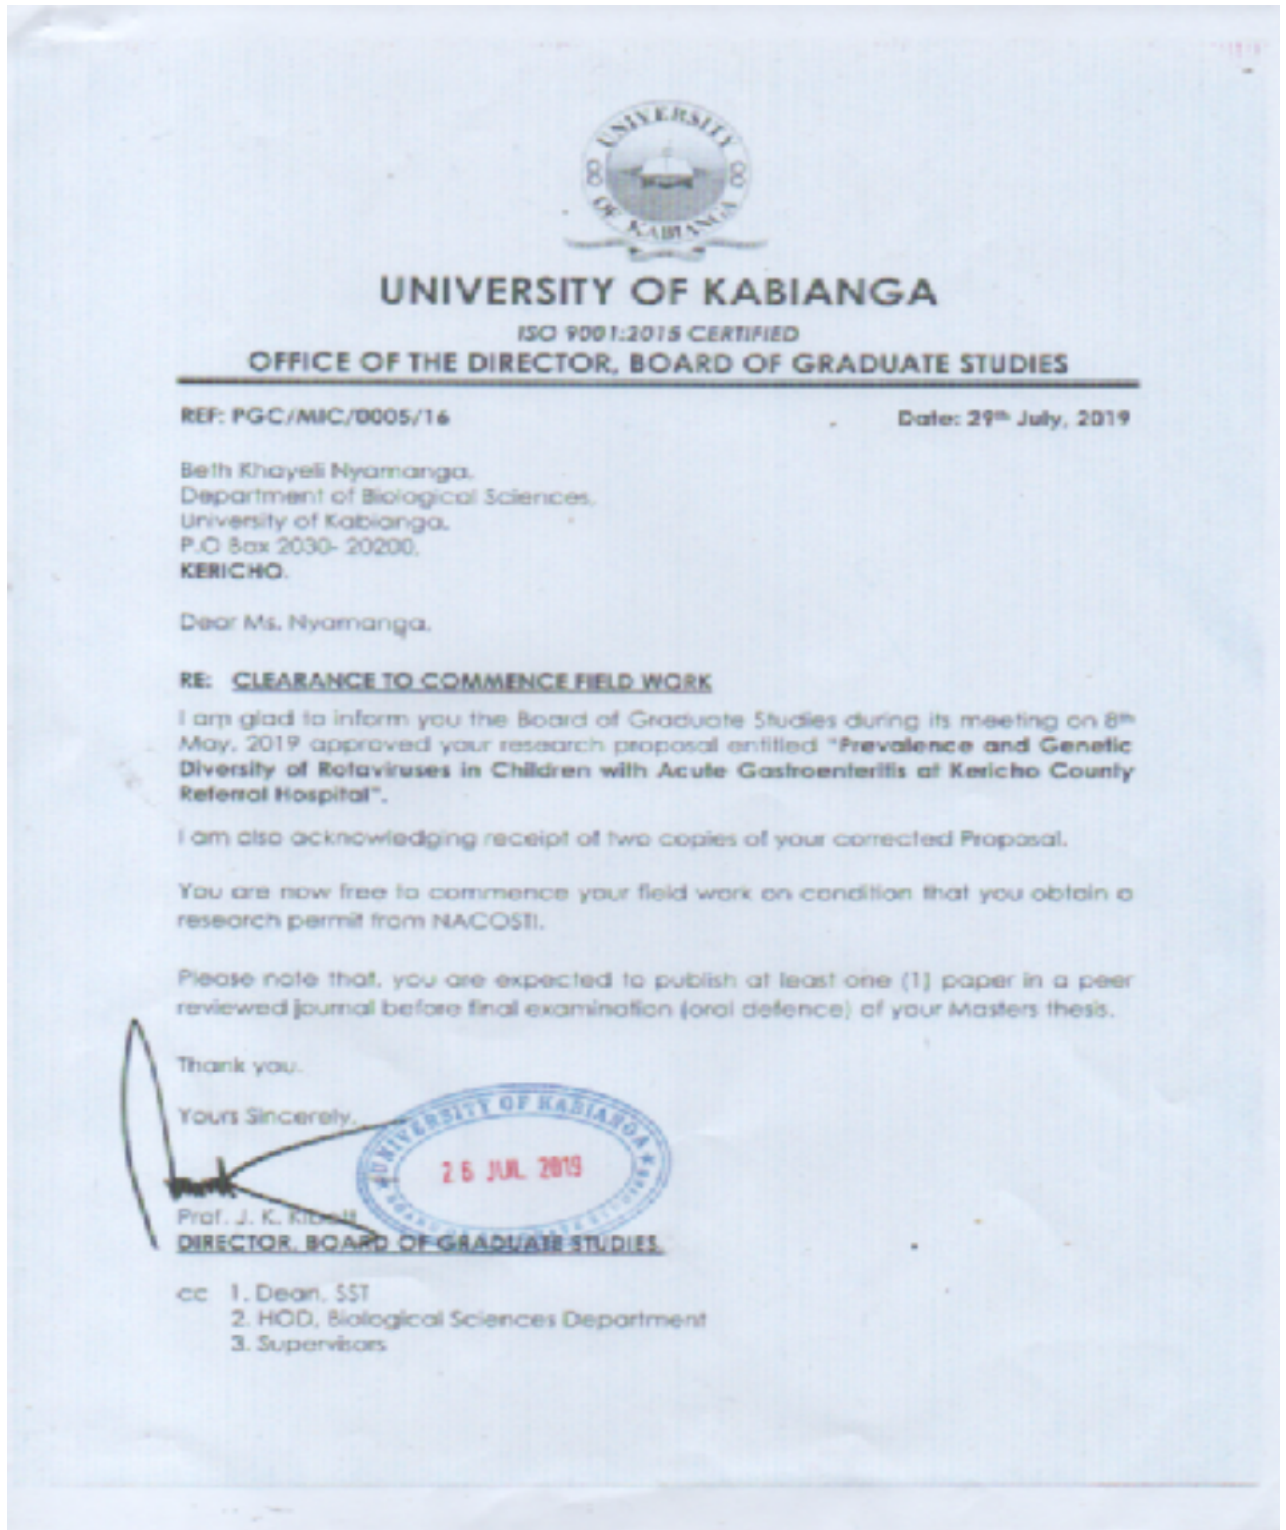 UNIVERSITY
OF KABIANGA
UNIVERSITY OF KABIANGA
ISO 9001:2015 CERTIFIED
OFFICE OF THE DIRECTOR, BOARD OF GRADUATE STUDIES
REF: PGC/MIC/0005/16 Date: 29th July, 2019
Beth Khayeli Nyamanga,
Department of Biological Sciences,
University of Kabianga,
P.O Box 2030- 20200,
KERICHO.
Dear Ms. Nyamanga,
RE: CLEARANCE TO COMMENCE FIELD WORK
I am glad to inform you the Board of Graduate Studies during its meeting on 8th
May, 2019 approved your research proposal entitled "Prevalence and Genetic
Diversity of Rotaviruses in Children with Acute Gastroenteritis at Kericho County
Referral Hospital".
I am also acknowledging receipt of two copies of your corrected Proposal.
You are now free to commence your field work on condition that you obtain a
research permit from NACOSTI.
Please note that, you are expected to publish at least one (1) paper in a peer
reviewed journal before final examination (oral defence) of your Masters thesis.
Thank you.
Yours Sincerely,
UNIVERSITY OF KABIANGA
JUL 2019
Prof. J. K.
DIRECTOR, BOARD OF GRADUATE STUDIES.
cc 1. Dean, SST
2. HOD, Biological Sciences Department
3. Supervisors